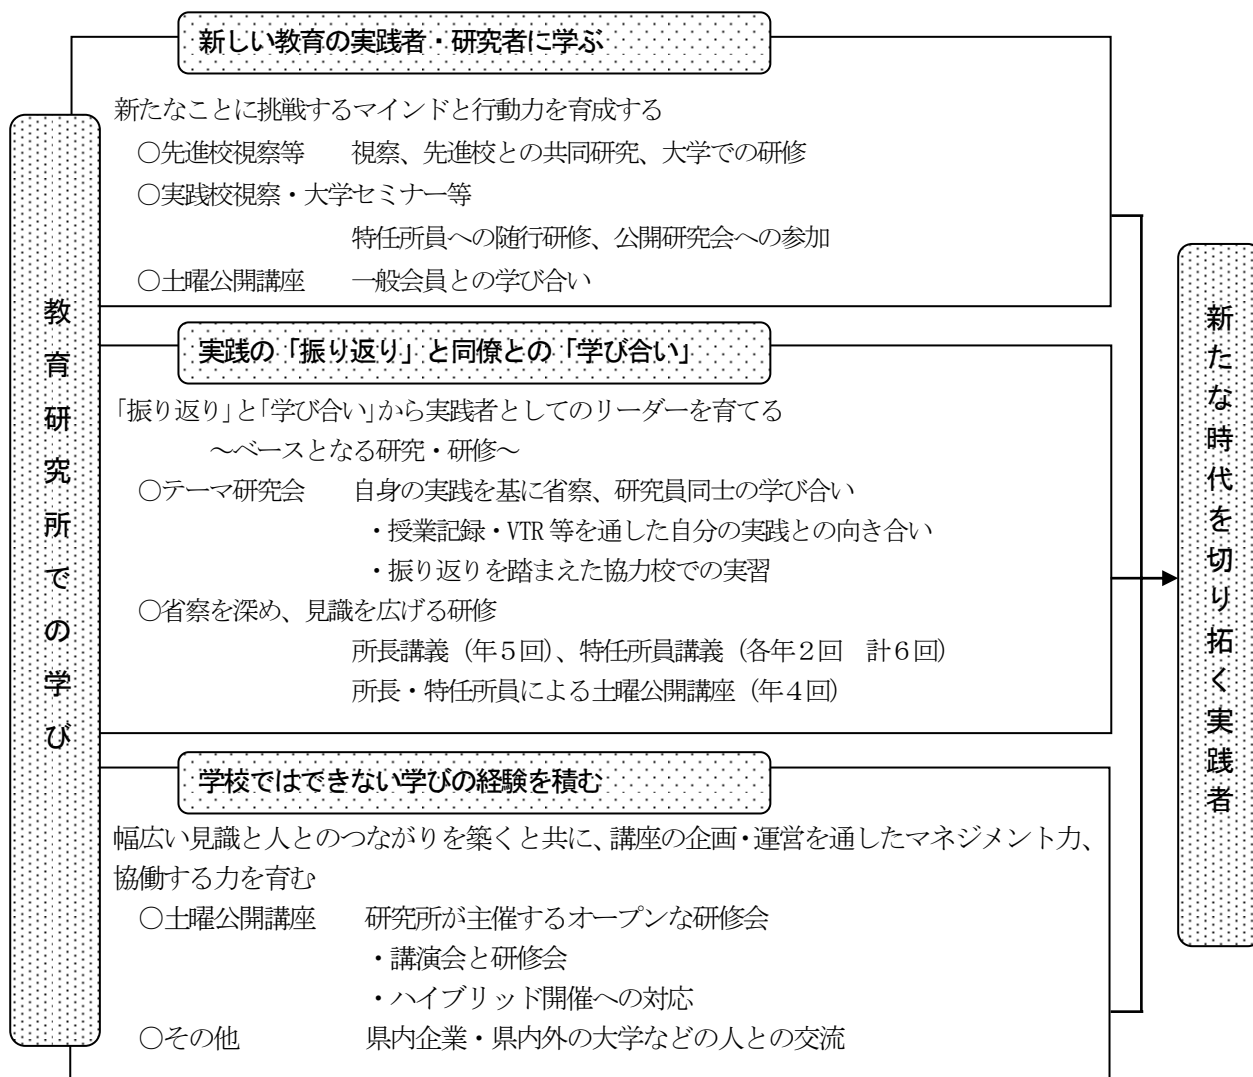 教育研究所での学び
新しい教育の実践者・研究者に学ぶ
新たなことに挑戦するマインドと行動力を育成する
○先進校視察等　視察、先進校との共同研究、大学での研修
○実践校視察・大学セミナー等
特任所員への随行研修、公開研究会への参加
○土曜公開講座　一般会員との学び合い
実践の「振り返り」と同僚との「学び合い」
「振り返り」と「学び合い」から実践者としてのリーダーを育てる
～ベースとなる研究・研修～
○テーマ研究会　自身の実践を基に省察、研究員同士の学び合い
・授業記録・VTR 等を通した自分の実践との向き合い
・振り返りを踏まえた協力校での実習
○省察を深め、見識を広げる研修
所長講義（年５回）、特任所員講義（各年２回　計６回）
所長・特任所員による土曜公開講座（年４回）
学校ではできない学びの経験を積む
幅広い見識と人とのつながりを築くと共に、講座の企画・運営を通したマネジメント力、
協働する力を育む
○土曜公開講座　研究所が主催するオープンな研修会
・講演会と研修会
・ハイブリッド開催への対応
○その他　県内企業・県内外の大学などの人との交流
新たな時代を切り拓く実践者